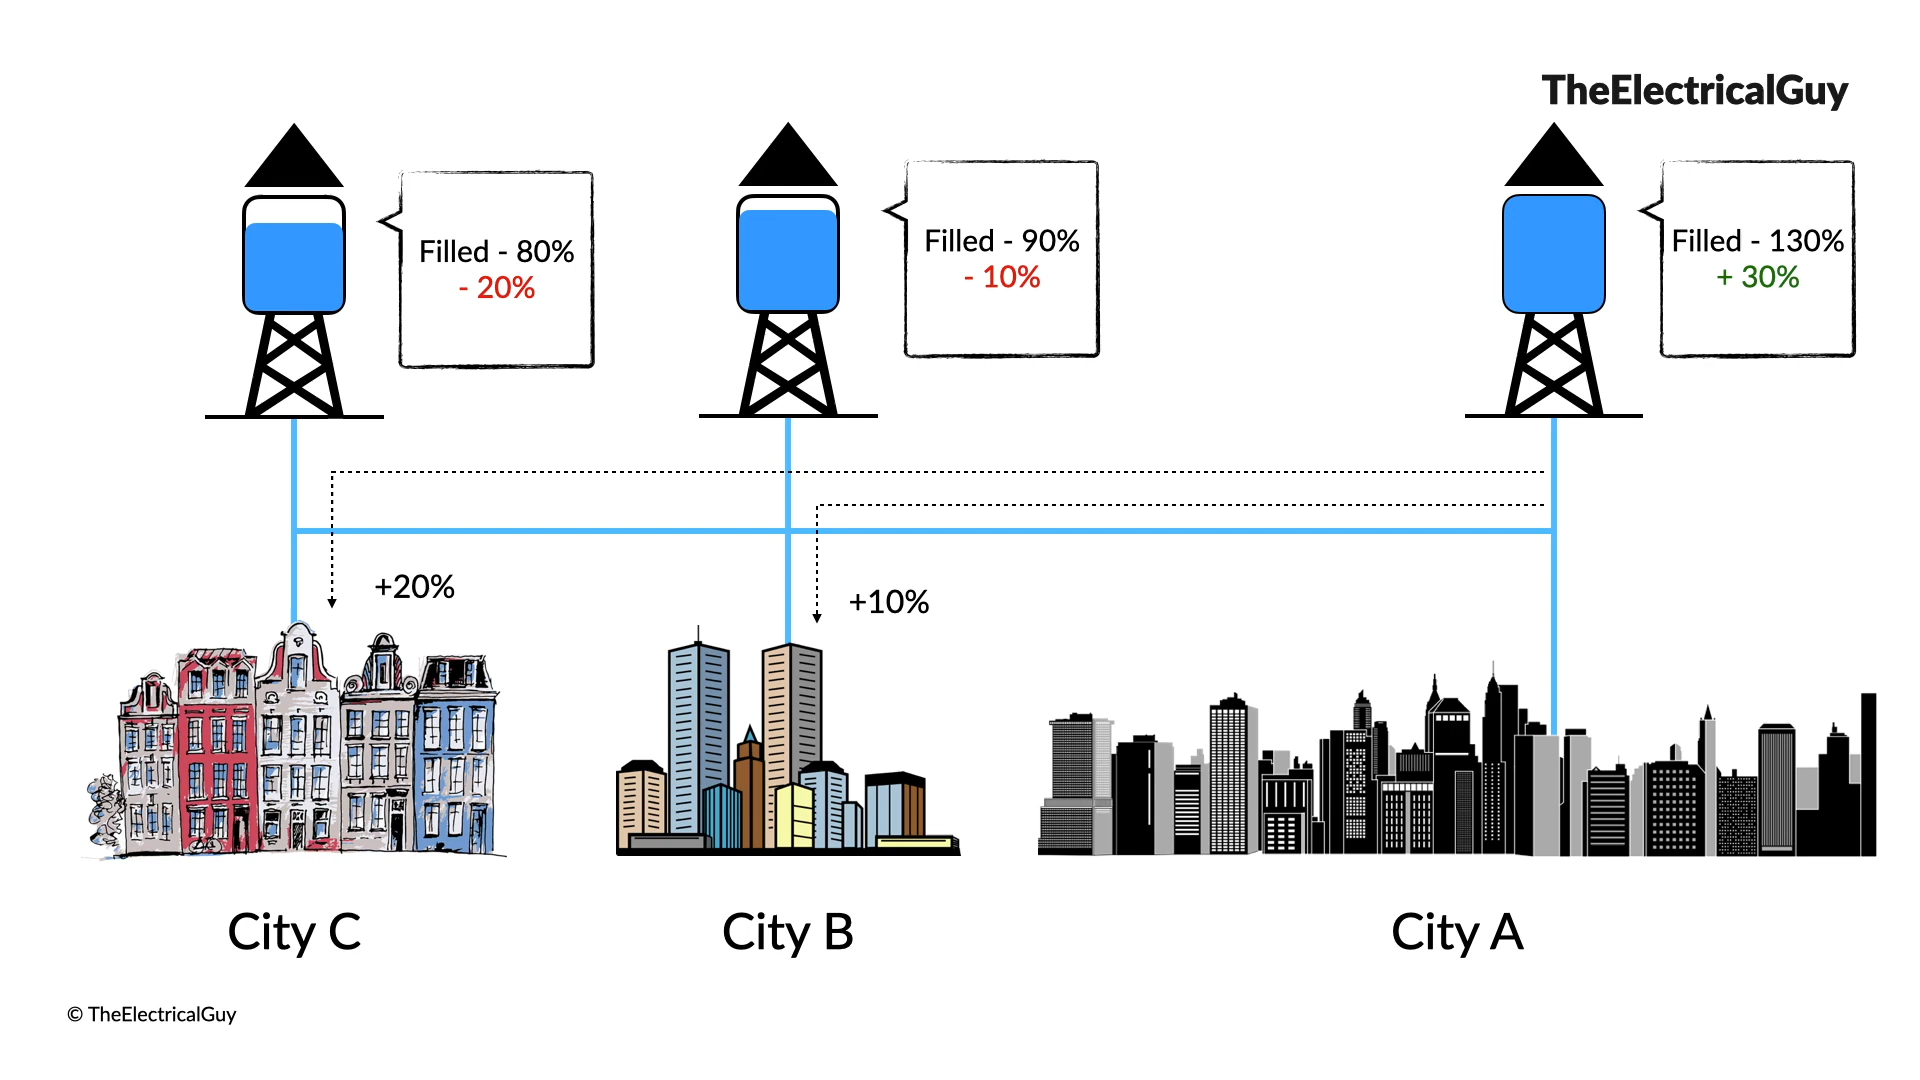 TheElectricalGuy
Filled - 80%
- 20%
Filled - 90%
- 10%
Filled - 130%
+ 30%
+20%
+10%
City C
City B
City A
© TheElectricalGuy